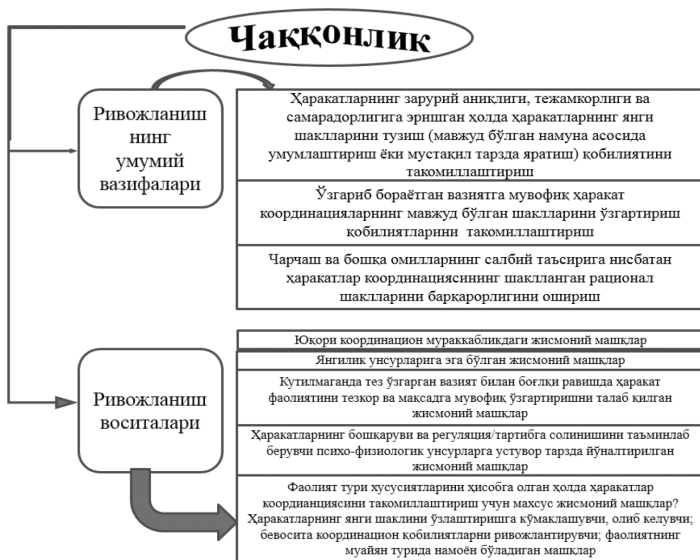 Чаққонлик
Ривожланиш
нинг
умумий
вазифалари
Ҳаракатларнинг зарурий аниқлиги, тежамкорлиги ва
самарадорлигига эришган ҳолда ҳаракатларнинг янги
шаклларини тузиш (мавжуд бўлган намуна асосида
умумлаштириш ёки мустақил тарзда яратиш) қобилиятини
такомиллаштириш
Ўзгариб бораётган вазиятга мувофиқ ҳаракат
координацияларнинг мавжуд бўлган шаклларини ўзгартириш
қобилиятларини такомиллаштириш
Чарчаш ва бошқа омилларнинг салбий таъсирига нисбатан
ҳаракатлар координациясининг шаклланган рационал
шаклларини барқарорлигини ошириш
Ривожланиш
воситалари
Юқори координацион мураккабликдаги жисмоний машқлар
Янгилик унсурларига эга бўлган жисмоний машқлар
Кутилмаганда тез ўзгарган вазият билан боғлқи равишда ҳаракат
фаолиятини тезкор ва мақсадга мувофиқ ўзгартиришни талаб қилган
жисмоний машқлар
Ҳаракатларнинг бошқаруви ва регуляция/тартибга солинишини таъминлаб
берувчи психо-физиологик унсурларга устувор тарзда йўналтирилган
жисмоний машқлар
Фаолият тури хусусиятларини ҳисобга олган ҳолда ҳаракатлар
коордианциясини такомиллаштириш учун махсус жисмоний машқлар?
Ҳаракатларнинг янги шаклини ўзлаштиришга кўмаклашувчи, олиб келувчи;
бевосита координацион қобилиятларни ривожлантирувчи; фаолиятнинг
муайян турида намоён бўладиган машқлар